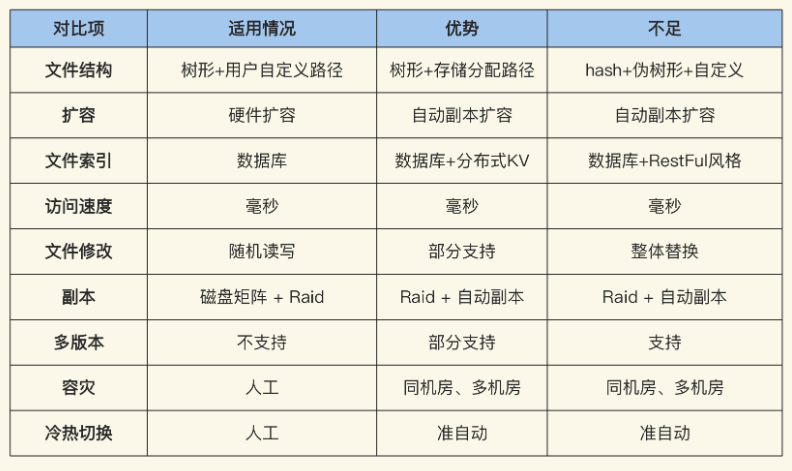 对比项 适用情况 优势 不足
文件结构 树形+用户自定义路径 树形+存储分配路径 hash+伪树形+自定义
扩容 硬件扩容 自动副本扩容 自动副本扩容
文件索引 数据库 数据库+分布式KV 数据库+RestFul风格
访问速度 毫秒 毫秒 毫秒
文件修改 随机读写 部分支持 整体替换
副本 磁盘矩阵 + Raid Raid + 自动副本 Raid + 自动副本
多版本 不支持 部分支持 支持
容灾 人工 同机房、多机房 同机房、多机房
冷热切换 人工 准自动 准自动